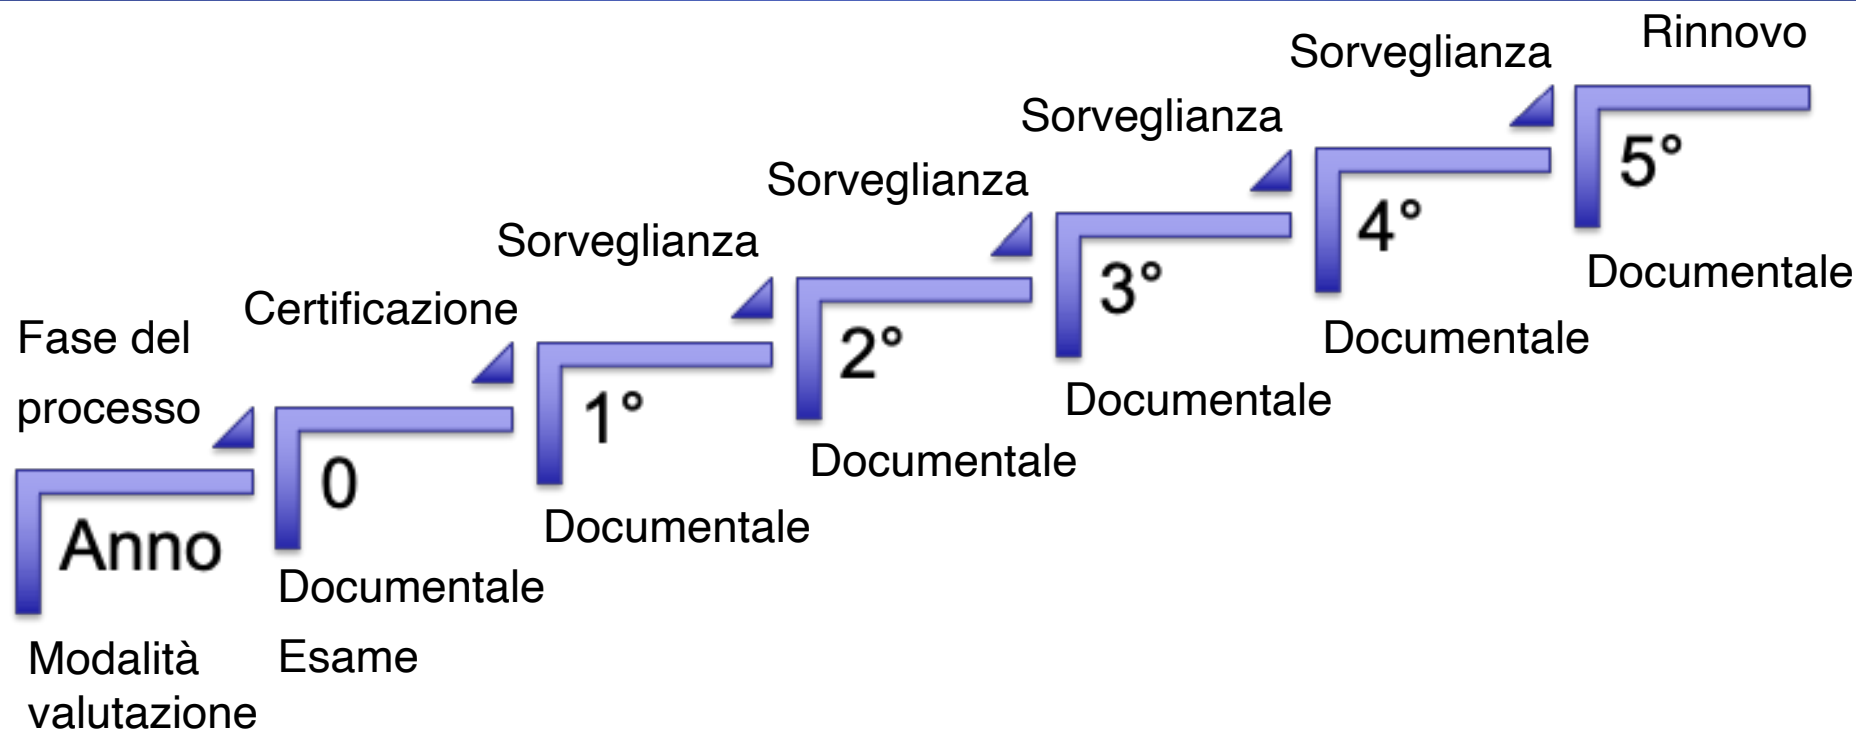 Fase del
processo
Anno
Modalità
valutazione
Certificazione
0
Documentale
Esame
Sorveglianza
1°
Documentale
Sorveglianza
2°
Documentale
Sorveglianza
3°
Documentale
Sorveglianza
4°
Documentale
Rinnovo
5°
Documentale